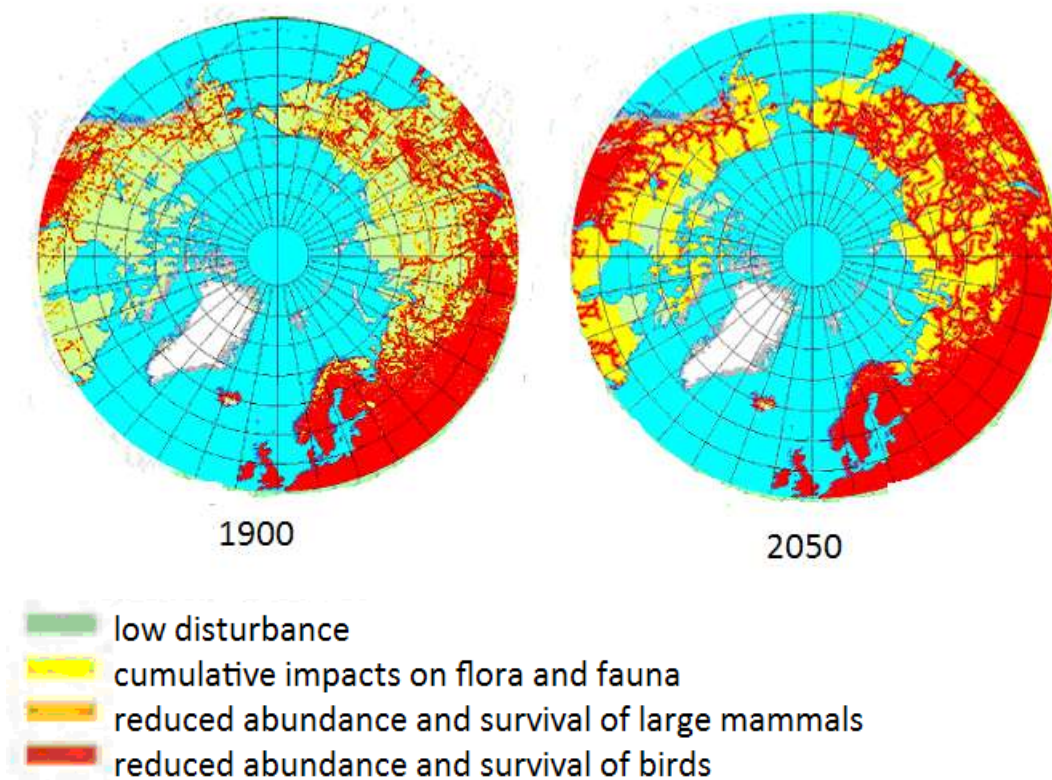 1900
2050
low disturbance
cumulative impacts on flora and fauna
reduced abundance and survival of large mammals
reduced abundance and survival of birds